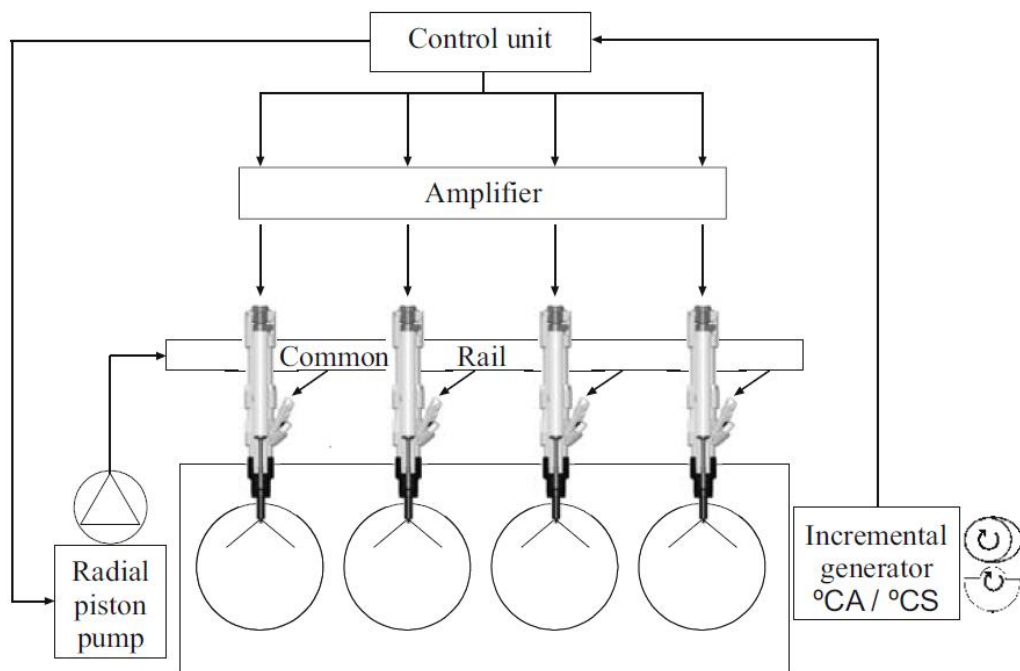 Control unit
Amplifier
Common Rail
Radial
piston
pump
Incremental
generator
ºCA / ºCS